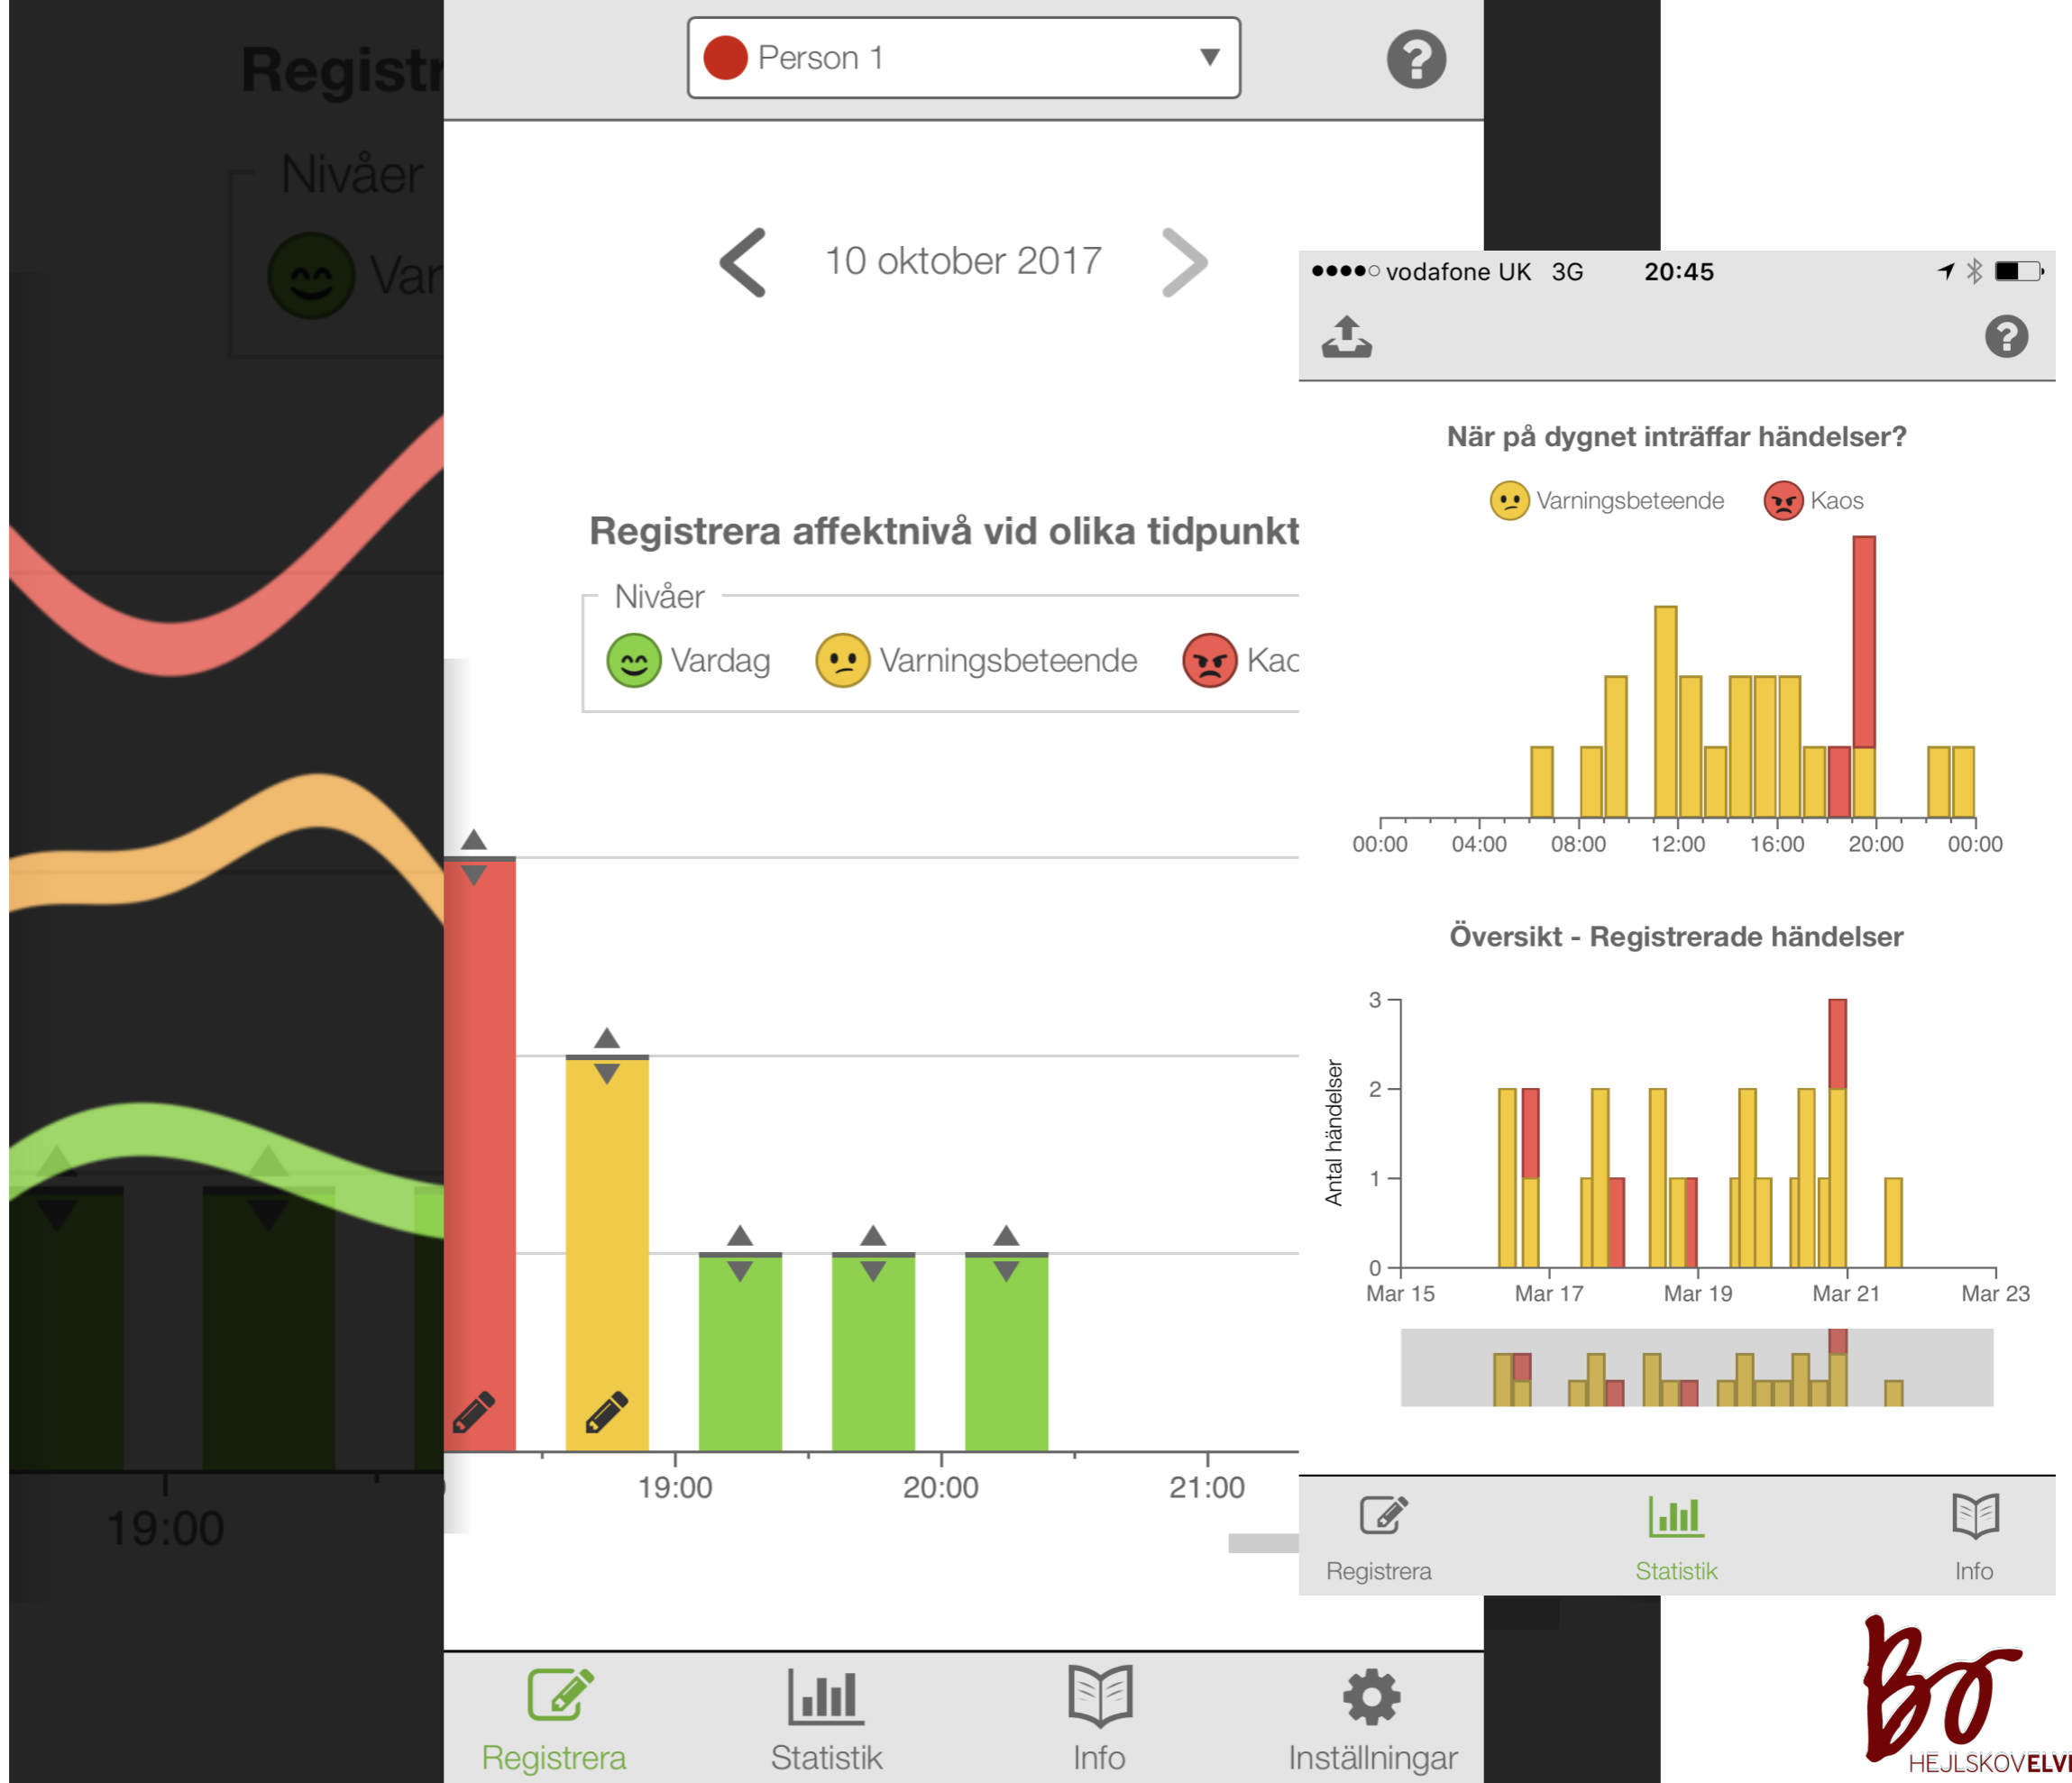 Registr
Nivåer
Var
19:00
Person 1
?
10 oktober 2017
Registrera affektnivå vid olika tidpunkt
Nivåer
Vardag Varningsbeteende Kao
19:00 20:00 21:00
Registrera Statistik Info Inställningar
vodafone UK 3G 20:45
?
När på dygnet inträffar händelser?
Varningsbeteende Kaos
00:00 04:00 08:00 12:00 16:00 20:00 00:00
Översikt - Registrerade händelser
Antal händelser
3
2
1
0
Mar 15 Mar 17 Mar 19 Mar 21 Mar 23
Registrera Statistik Info
Bo
HEJLSKOVELV